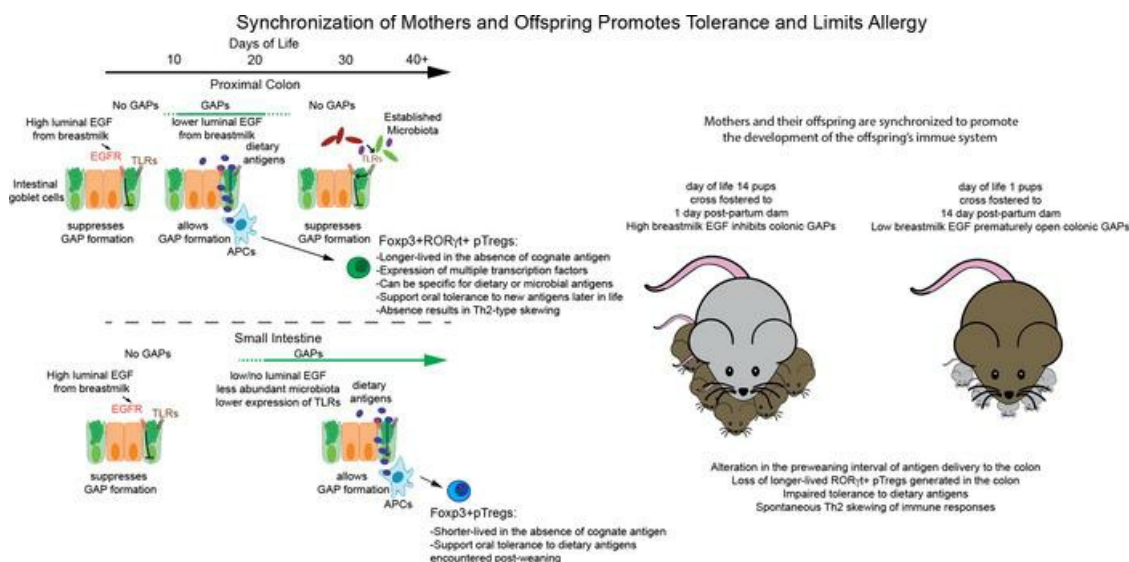 Synchronization of Mothers and Offspring Promotes Tolerance and Limits Allergy
Days of Life
10 20 30 40+
Proximal Colon
No GAPs
GAPs
No GAPs
High luminal EGF
from breastmilk
lower luminal EGF
from breastmilk
Established
Microbiota
EGFR
TLRs
dietary
antigens
TLRs
Intestinal
goblet cells
suppresses
GAP formation
allows
GAP formation
APCs
suppresses
GAP formation
Foxp3+RORγt+ pTregs:
-Longer-lived in the absence of cognate antigen
-Expression of multiple transcription factors
-Can be specific for dietary or microbial antigens
-Support oral tolerance to new antigens later in life
-Absence results in Th2-type skewing
Small Intestine
No GAPs
GAPs
High luminal EGF
from breastmilk
EGFR
TLRs
low/no luminal EGF
less abundant microbiota
lower expression of TLRs
dietary
antigens
suppresses
GAP formation
allows
GAP formation
APCs
Foxp3+pTregs:
-Shorter-lived in the absence of cognate antigen
-Support oral tolerance to dietary antigens
encountered post-weaning
Mothers and their offspring are synchronized to promote
the development of the offspring's immue system
day of life 14 pups
cross fostered to
1 day post-partum dam
High breastmilk EGF inhibits colonic GAPs
day of life 1 pups
cross fostered to
14 day post-partum dam
Low breastmilk EGF prematurely open colonic GAPs
Alteration in the preweaning interval of antigen delivery to the colon
Loss of longer-lived RORγt+ pTregs generated in the colon
Impaired tolerance to dietary antigens
Spontaneous Th2 skewing of immune responses